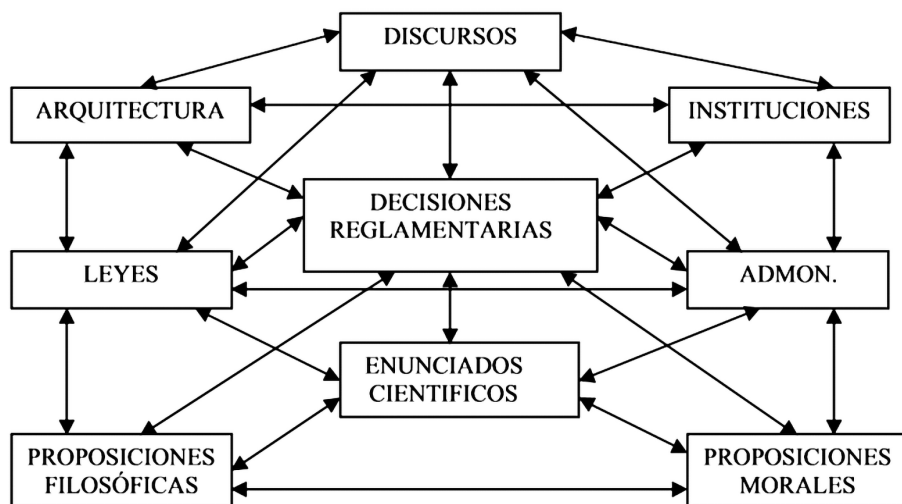 DISCURSOS
ARQUITECTURA
INSTITUCIONES
DECISIONES
REGLAMENTARIAS
LEYES
ADMON.
ENUNCIADOS
CIENTIFICOS
PROPOSICIONES
FILOSÓFICAS
PROPOSICIONES
MORALES